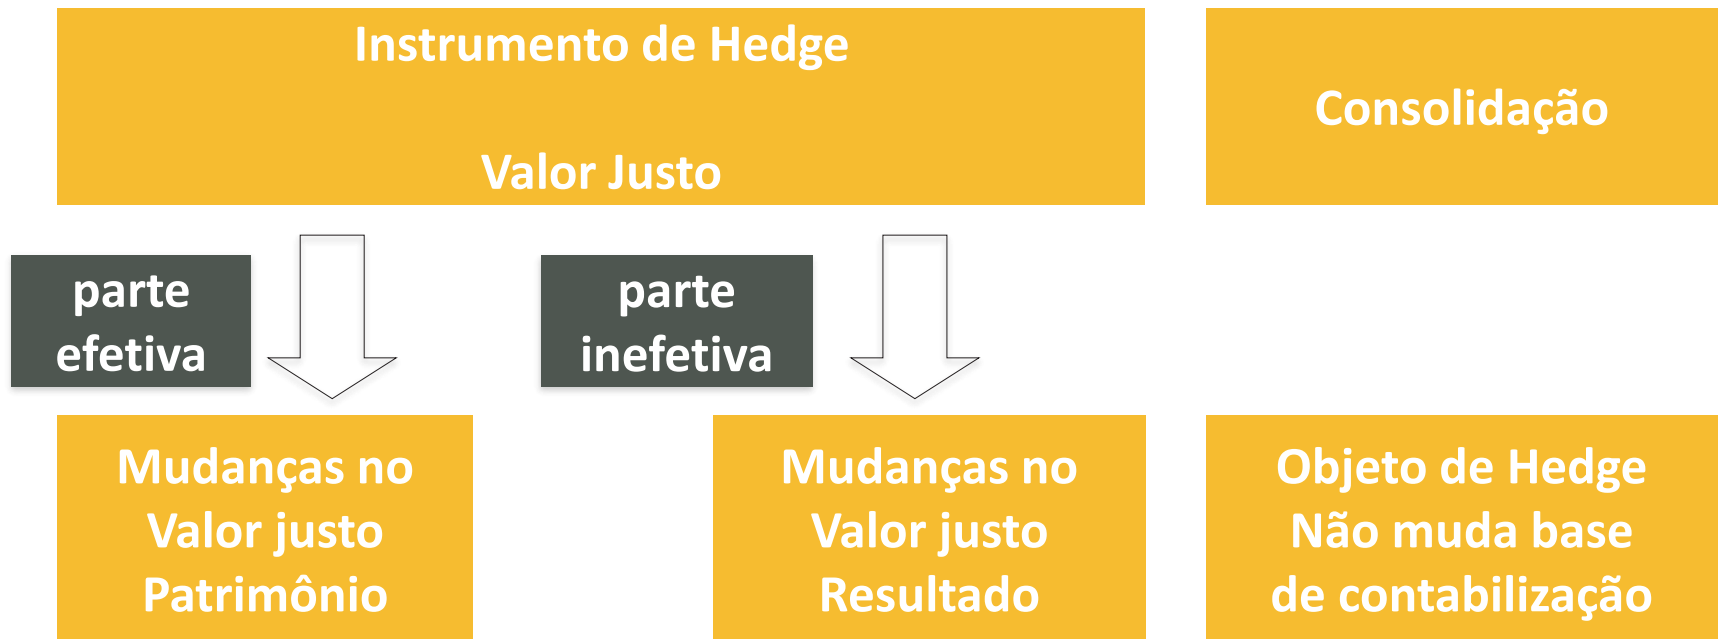 Instrumento de Hedge
Valor Justo
Consolidação
parte
efetiva
parte
inefetiva
Mudanças no
Valor justo
Patrimônio
Mudanças no
Valor justo
Resultado
Objeto de Hedge
Não muda base
de contabilização